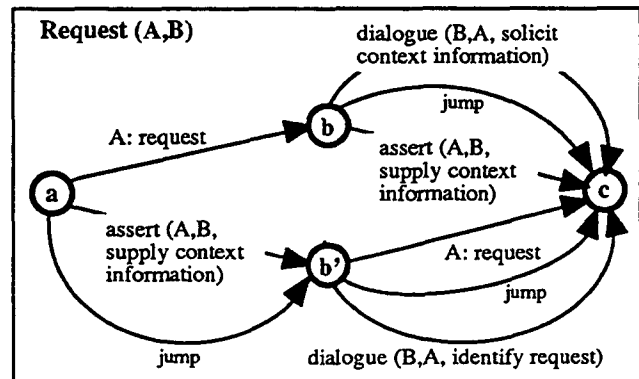 Request (A,B)
dialogue (B,A, solicit
context information)
jump
b
A: request
assert (A,B,
supply context
information)
a
c
assert (A,B,
supply context
information)
A: request
b'
jump
jump
dialogue (B,A, identify request)